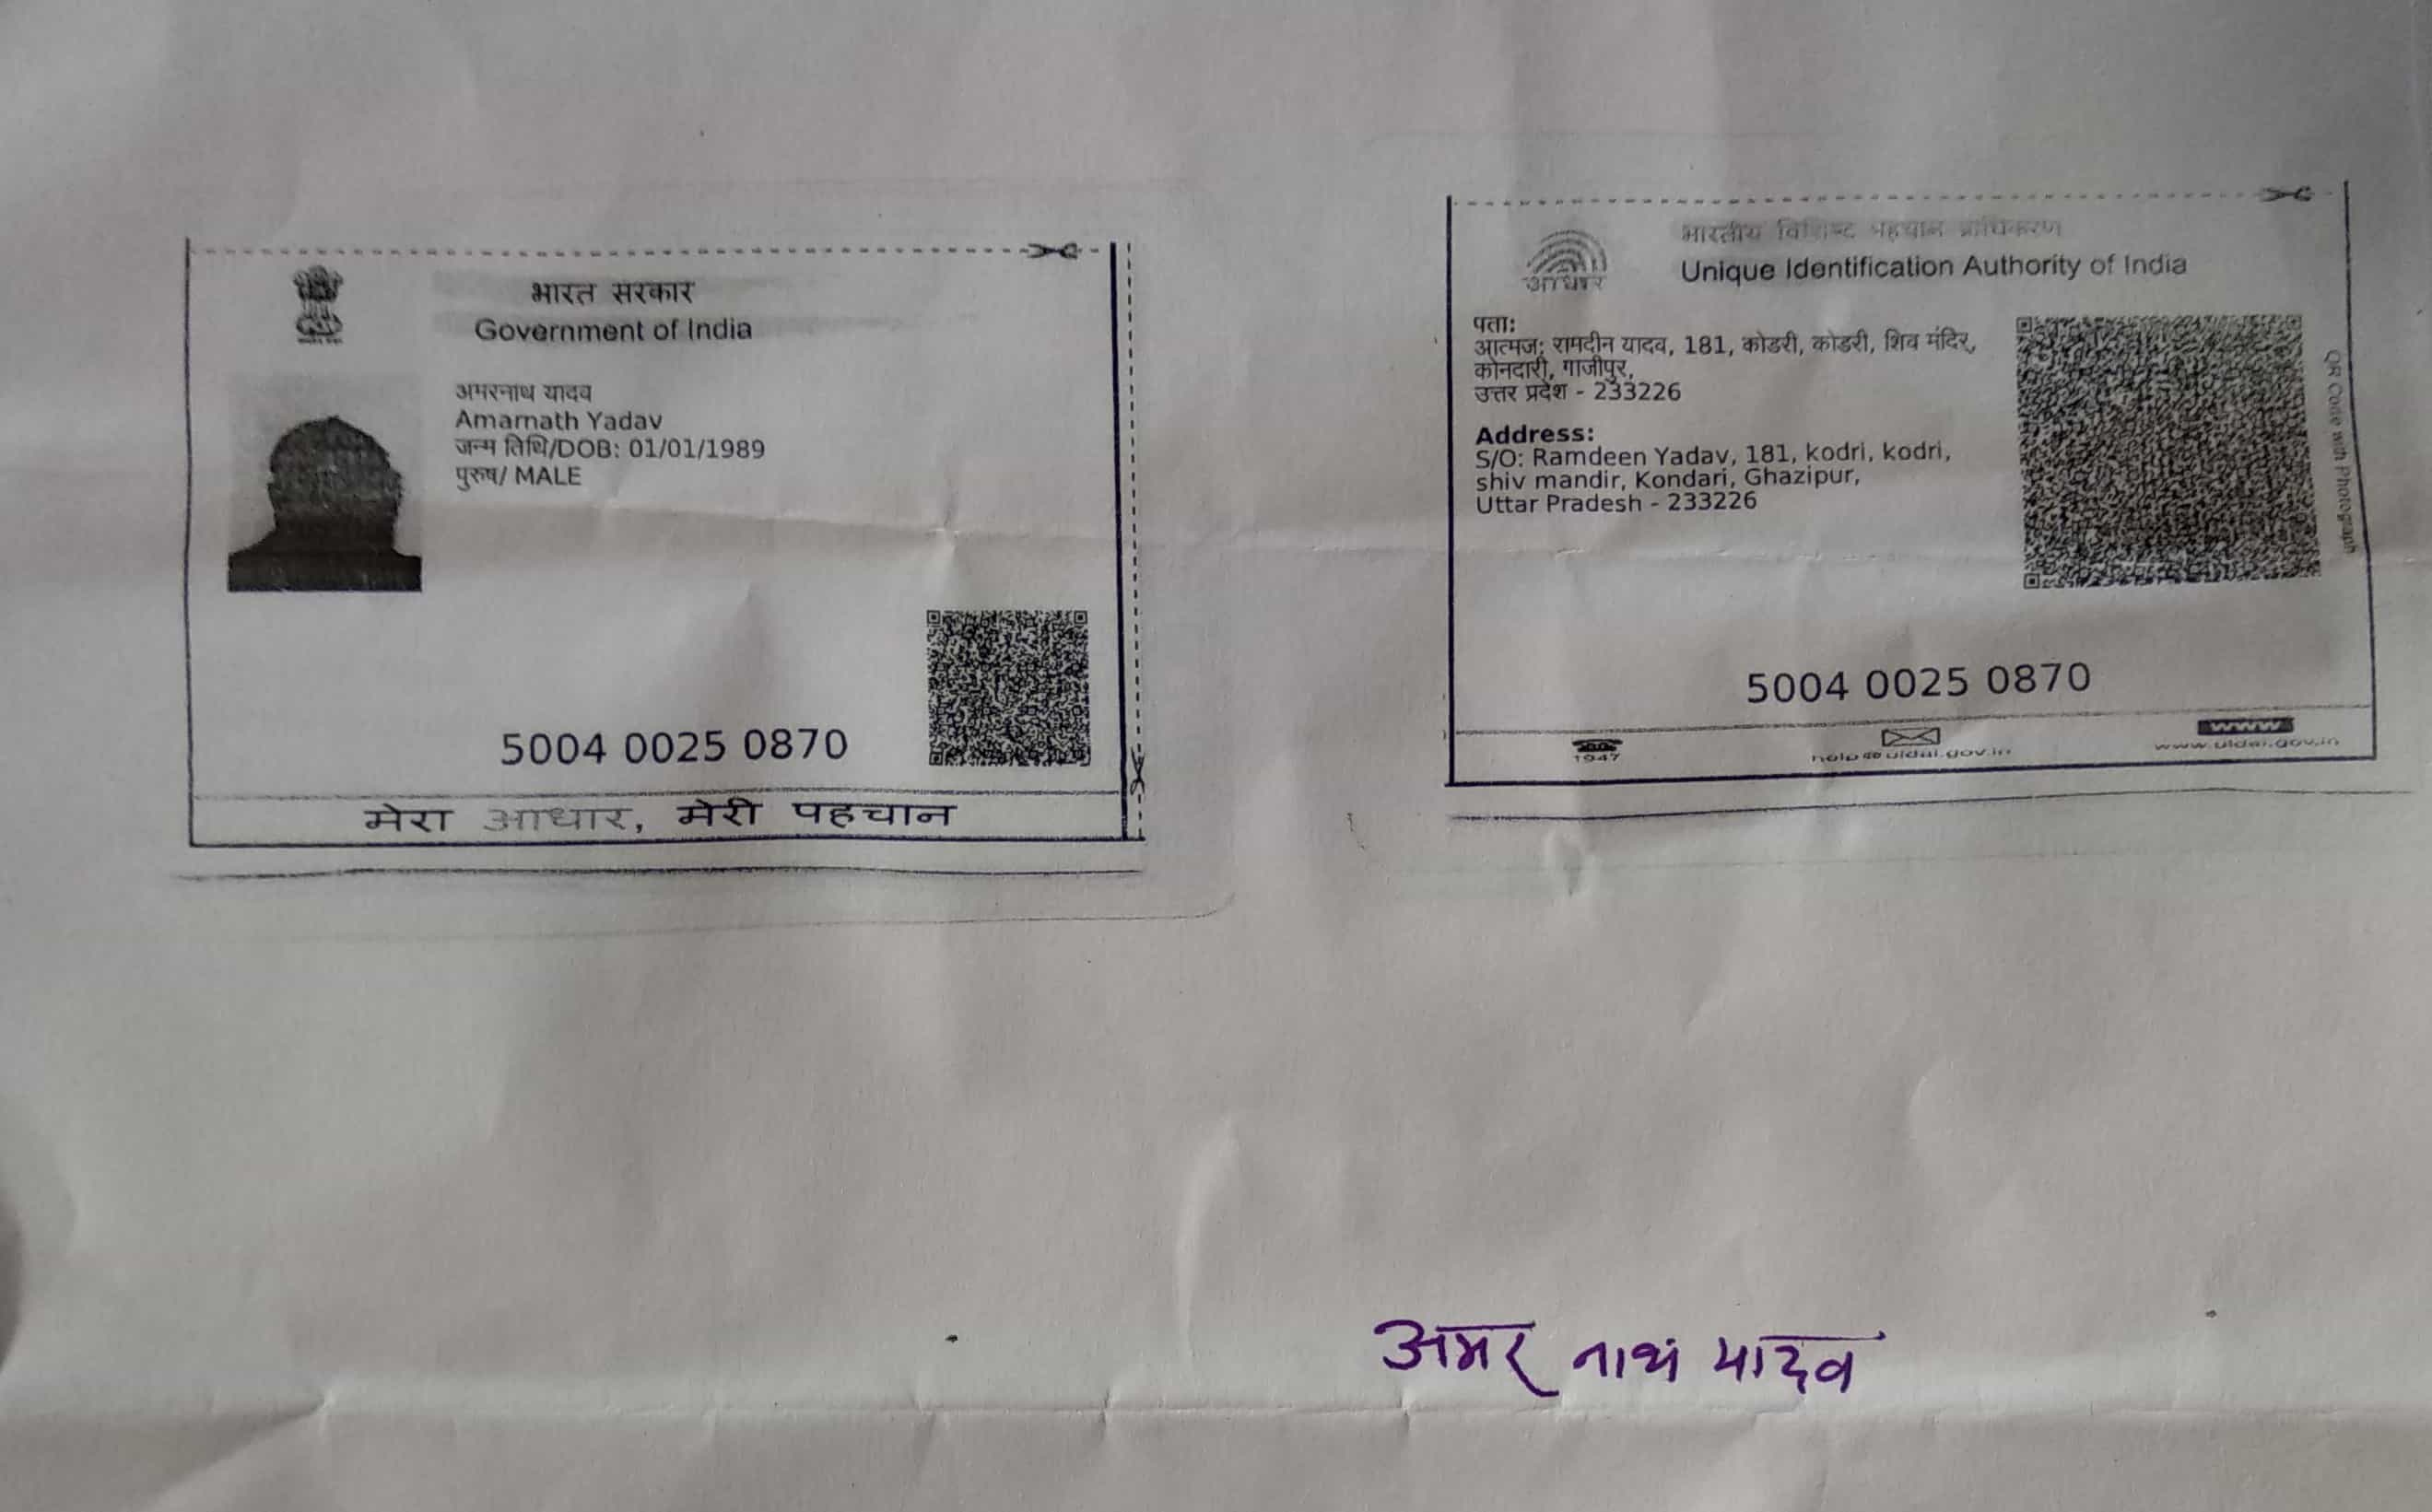 भारत सरकार
Government of India
अमरनाथ यादव
Amarnath Yadav
जन्म तिथि/DOB: 01/01/1989
पुरुष/ MALE
5004 0025 0870
मेरा आधार, मेरी पहचान
भारतीय विशिष्ट पहचान प्राधिकरण
Unique Identification Authority of India
आधार
पता:
आत्मज: रामदीन यादव, 181, कोडरी, कोडरी, शिव मंदिर,
कोनदारी, गाजीपुर,
उत्तर प्रदेश - 233226
Address:
S/O: Ramdeen Yadav, 181, kodri, kodri,
shiv mandir, Kondari, Ghazipur,
Uttar Pradesh - 233226
QR Code with Photograph
5004 0025 0870
1947
help@uidai.gov.in
www
www.uidai.gov.in
अमर नाथ यादव